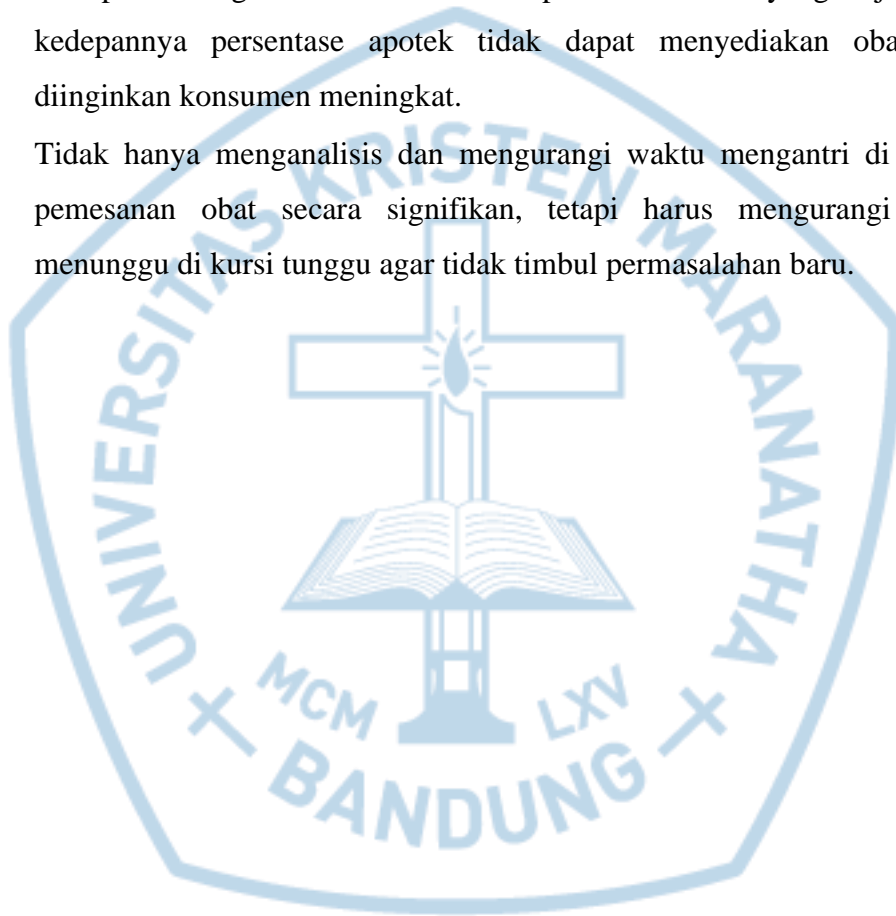 kedepannya persentase apotek tidak dapat menyediakan oba
diinginkan konsumen meningkat.
Tidak hanya menganalisis dan mengurangi waktu mengantri di
pemesanan obat secara signifikan, tetapi harus mengurangi
menunggu di kursi tunggu agar tidak timbul permasalahan baru.
UNIVERSITAS KRISTEN MARANATHA
MCM LXV
BANDUNG